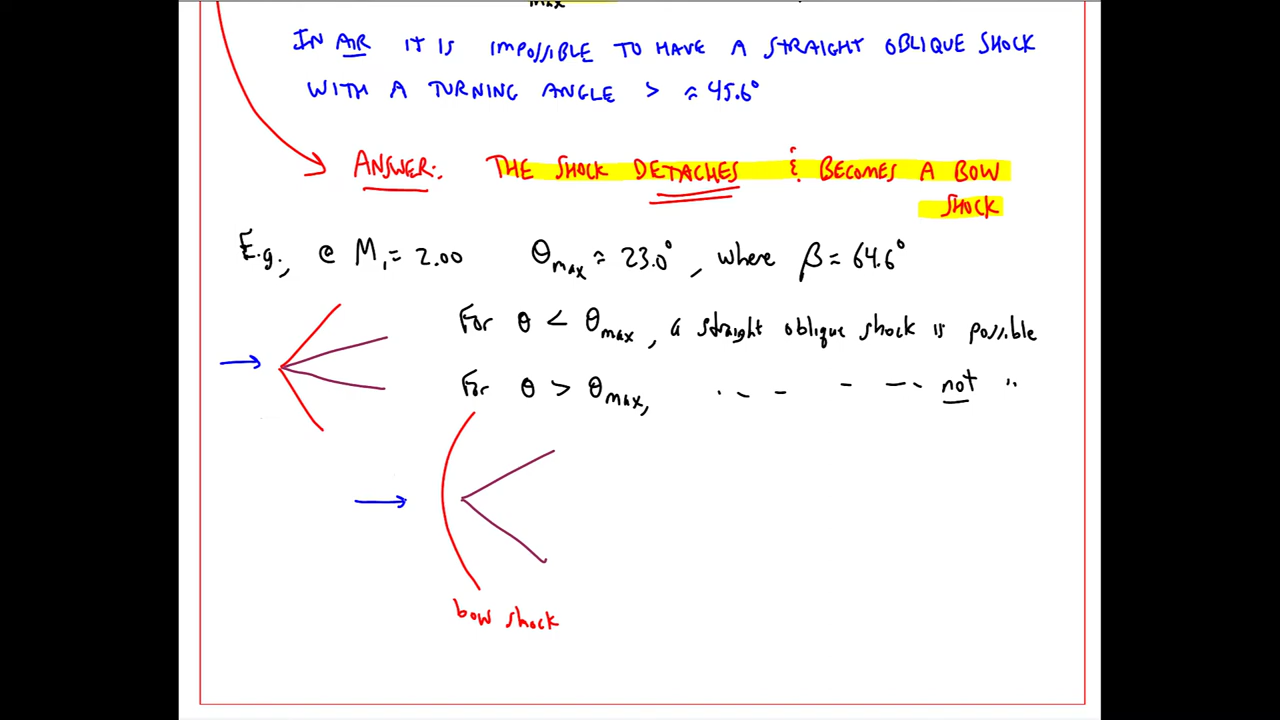 max
IN AIR IT IS IMPOSSIBLE TO HAVE A STRAIGHT OBLIQUE SHOCK
WITH A TURNING ANGLE > ≈ 45.6°
ANSWER: THE SHOCK DETACHES & BECOMES A BOW
SHOCK
E.g., @ M₁ = 2.00 θmax ≈ 23.0°, where β = 64.6°
For θ < θmax, a straight oblique shock is possible
For θ > θmax, .. - - - -. not "
bow shock